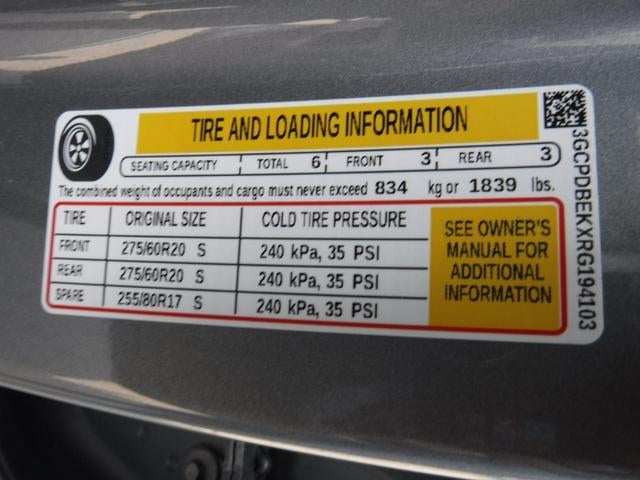 TIRE AND LOADING INFORMATION
SEATING CAPACITY TOTAL 6 FRONT 3 REAR 3
The combined weight of occupants and cargo must never exceed 834 kg or 1839 lbs.
TIRE ORIGINAL SIZE COLD TIRE PRESSURE
FRONT 275/60R20 S 240 kPa, 35 PSI
REAR 275/60R20 S 240 kPa, 35 PSI
SPARE 255/80R17 S 240 kPa, 35 PSI
SEE OWNER'S
MANUAL FOR
ADDITIONAL
INFORMATION
3GCPDBEKXRG194103